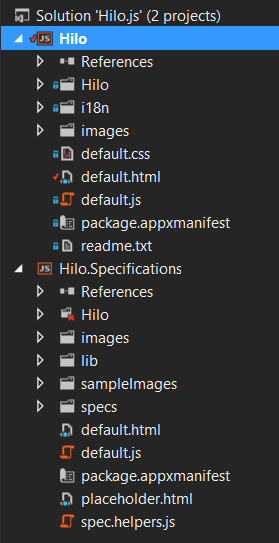 Solution 'Hilo.js' (2 projects)
Hilo
References
Hilo
i18n
images
default.css
default.html
default.js
package.appxmanifest
readme.txt
Hilo.Specifications
References
Hilo
images
lib
sampleImages
specs
default.html
default.js
package.appxmanifest
placeholder.html
spec.helpers.js